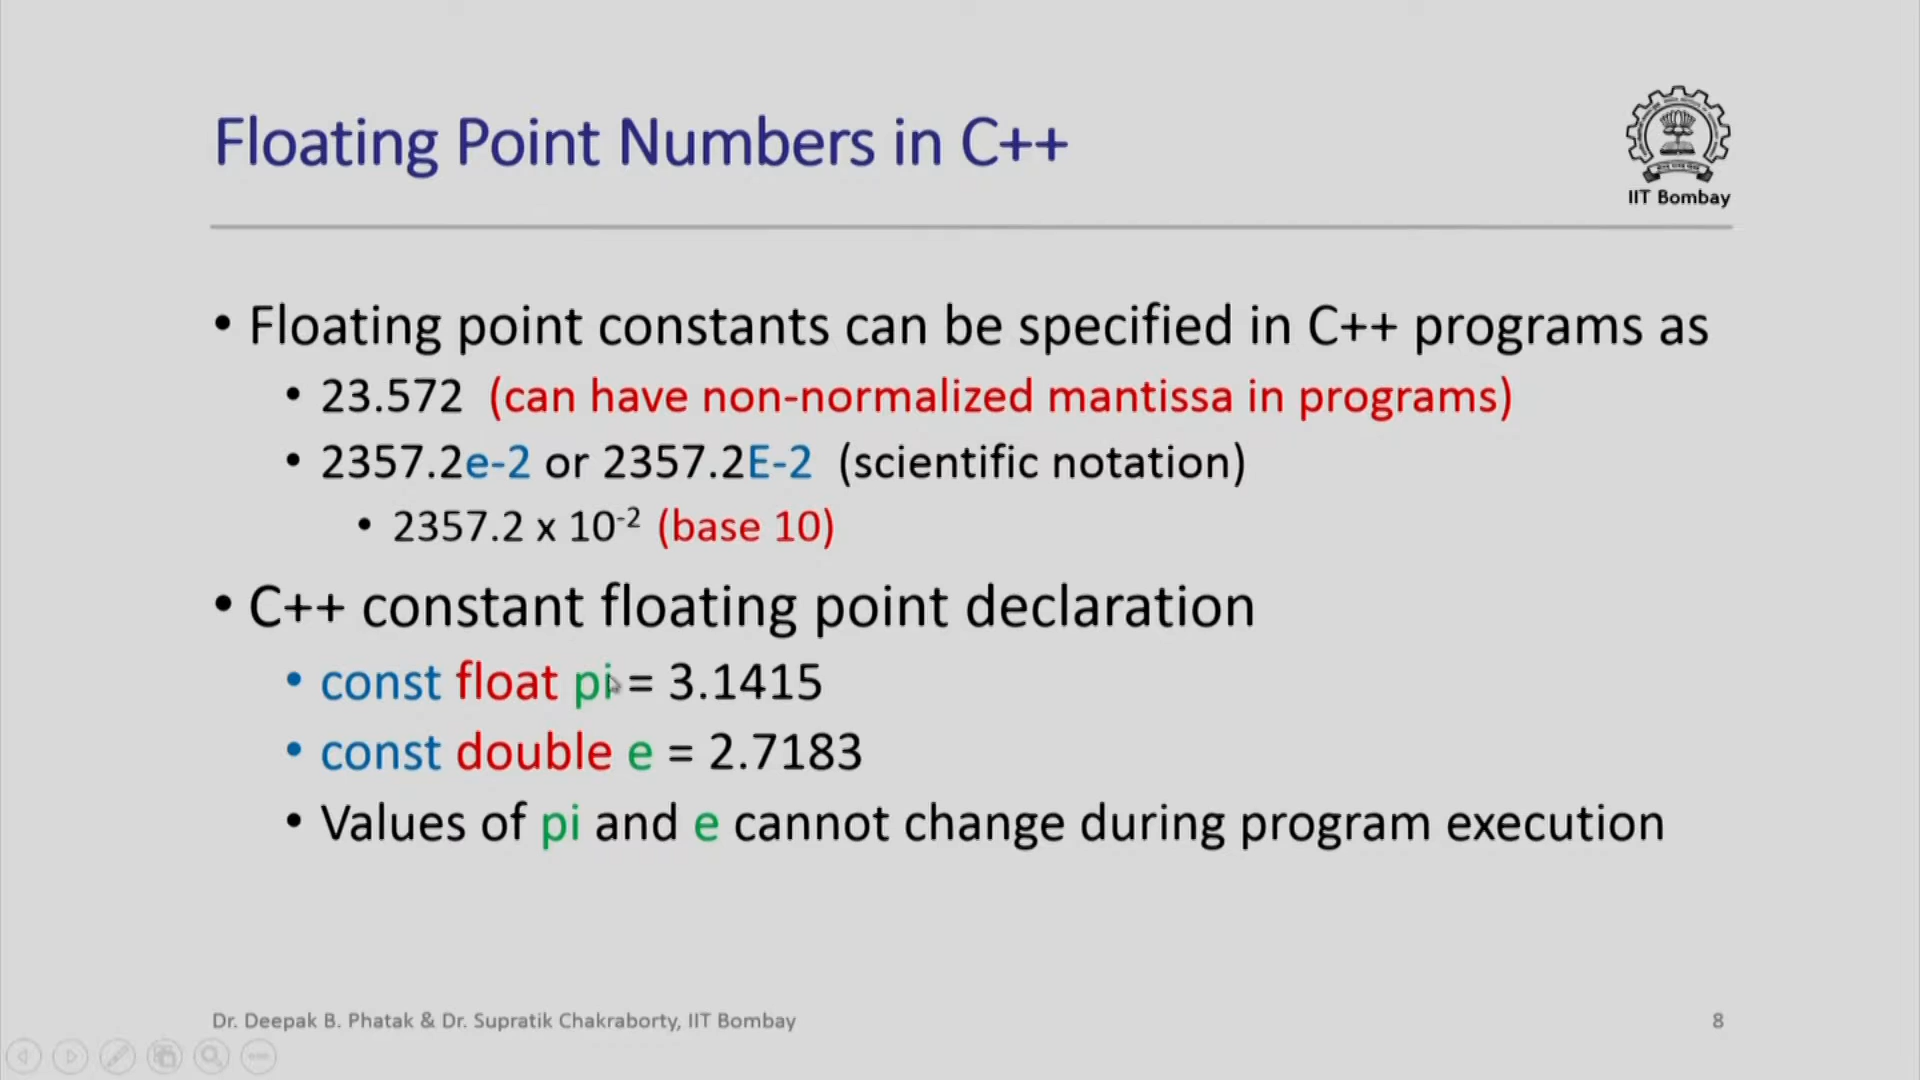 Floating Point Numbers in C++
IIT Bombay
• Floating point constants can be specified in C++ programs as
• 23.572 (can have non-normalized mantissa in programs)
• 2357.2e-2 or 2357.2E-2 (scientific notation)
• 2357.2 x 10⁻² (base 10)
• C++ constant floating point declaration
• const float pi = 3.1415
• const double e = 2.7183
• Values of pi and e cannot change during program execution
Dr. Deepak B. Phatak & Dr. Supratik Chakraborty, IIT Bombay
8